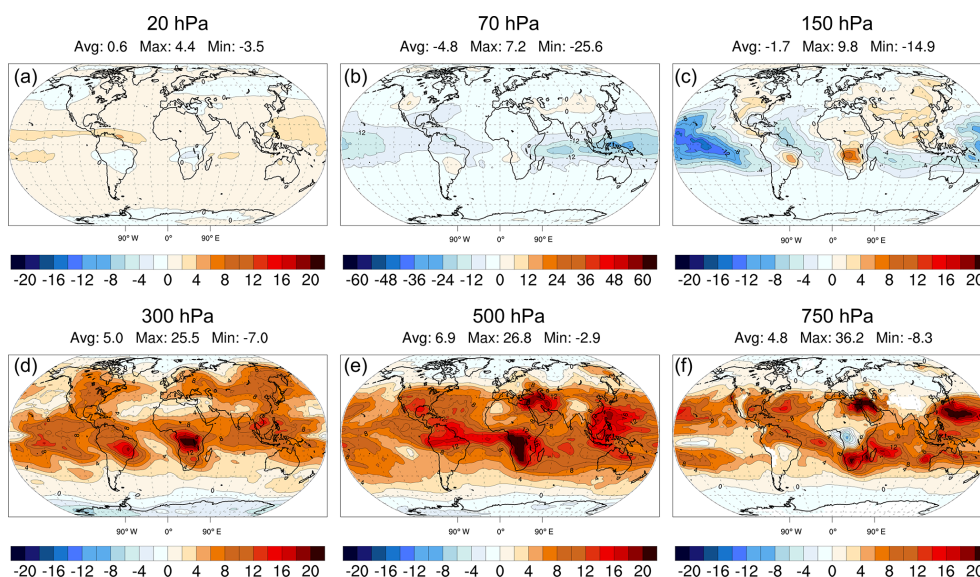 20 hPa
Avg: 0.6 Max: 4.4 Min: -3.5
(a)
90° W 0° 90° E
-20 -16 -12 -8 -4 0 4 8 12 16 20
70 hPa
Avg: -4.8 Max: 7.2 Min: -25.6
(b)
90° W 0° 90° E
-60 -48 -36 -24 -12 0 12 24 36 48 60
150 hPa
Avg: -1.7 Max: 9.8 Min: -14.9
(c)
90° W 0° 90° E
-20 -16 -12 -8 -4 0 4 8 12 16 20
300 hPa
Avg: 5.0 Max: 25.5 Min: -7.0
(d)
90° W 0° 90° E
-20 -16 -12 -8 -4 0 4 8 12 16 20
500 hPa
Avg: 6.9 Max: 26.8 Min: -2.9
(e)
90° W 0° 90° E
-20 -16 -12 -8 -4 0 4 8 12 16 20
750 hPa
Avg: 4.8 Max: 36.2 Min: -8.3
(f)
90° W 0° 90° E
-20 -16 -12 -8 -4 0 4 8 12 16 20